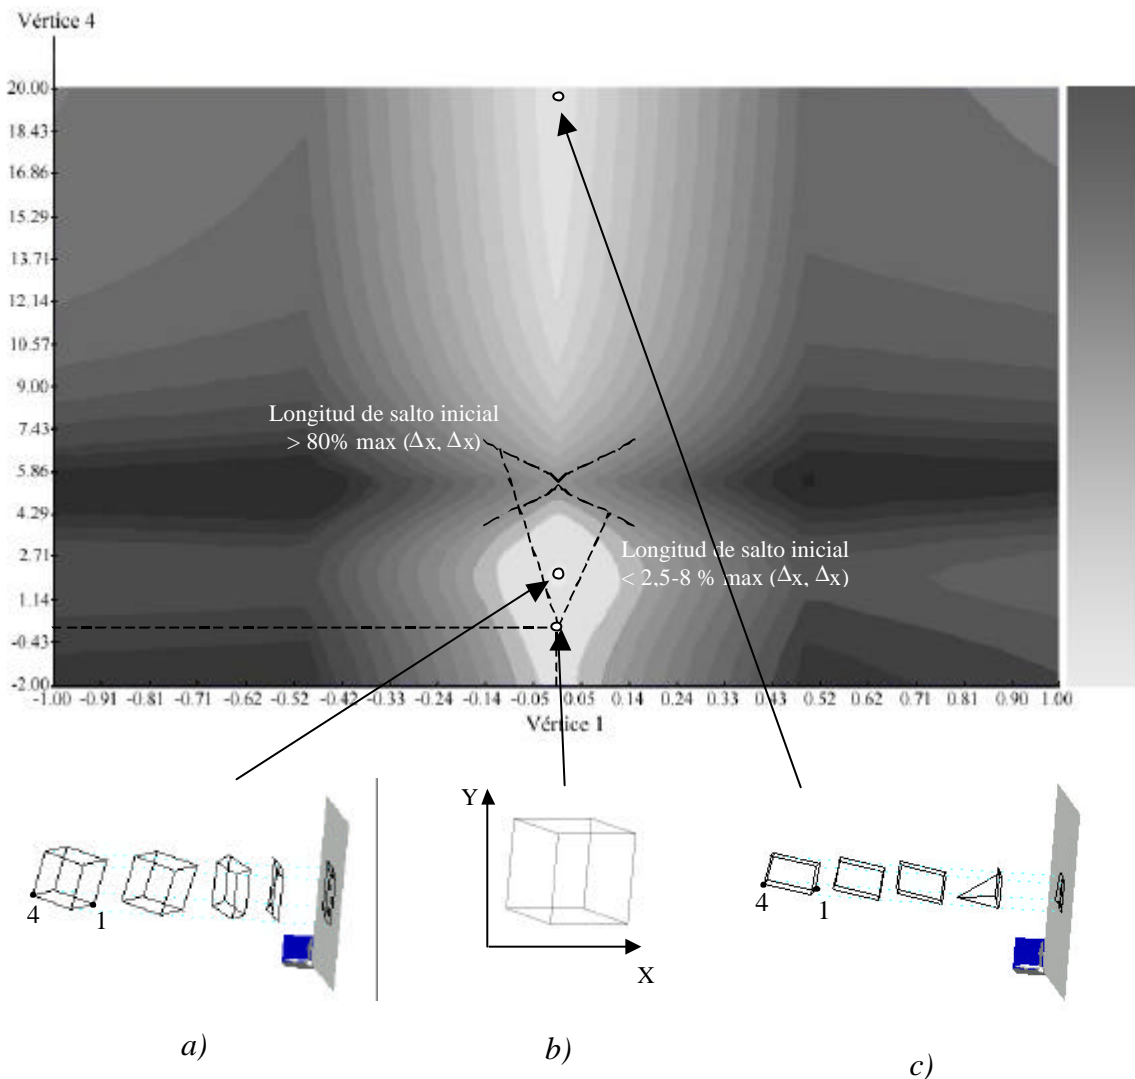 Vértice 4
20.00
18.43
16.86
15.29
13.71
12.14
10.57
9.00
7.43
5.86
4.29
2.71
1.14
-0.43
-2.00
Longitud de salto inicial
> 80% max (Δx, Δx)
Longitud de salto inicial
< 2,5-8 % max (Δx, Δx)
-1.00 -0.91 -0.81 -0.71 -0.62 -0.52 -0.42 -0.33 -0.24 -0.14 -0.05 0.05 0.14 0.24 0.33 0.43 0.52 0.62 0.72 0.81 0.90 1.00
Vértice 1
4
1
Y
X
4
1
a)
b)
c)